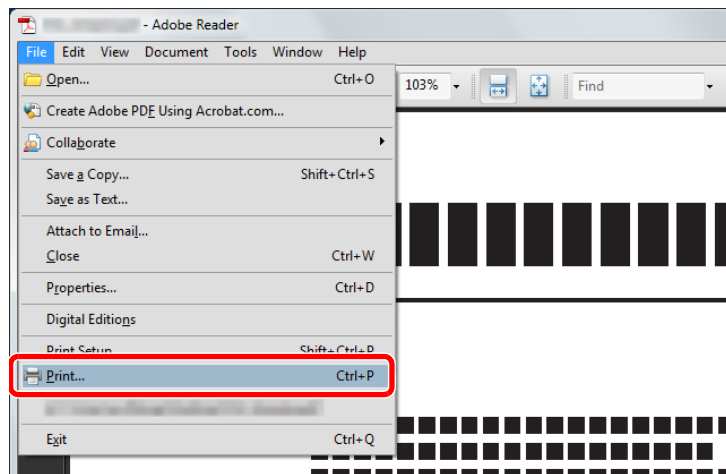 - Adobe Reader
File Edit View Document Tools Window Help
103% Find
Open... Ctrl+O
Create Adobe PDF Using Acrobat.com...
Collaborate
Save a Copy... Shift+Ctrl+S
Save as Text...
Attach to Email...
Close Ctrl+W
Properties... Ctrl+D
Digital Editions
Print Setup... Shift+Ctrl+P
Print... Ctrl+P
Exit Ctrl+Q